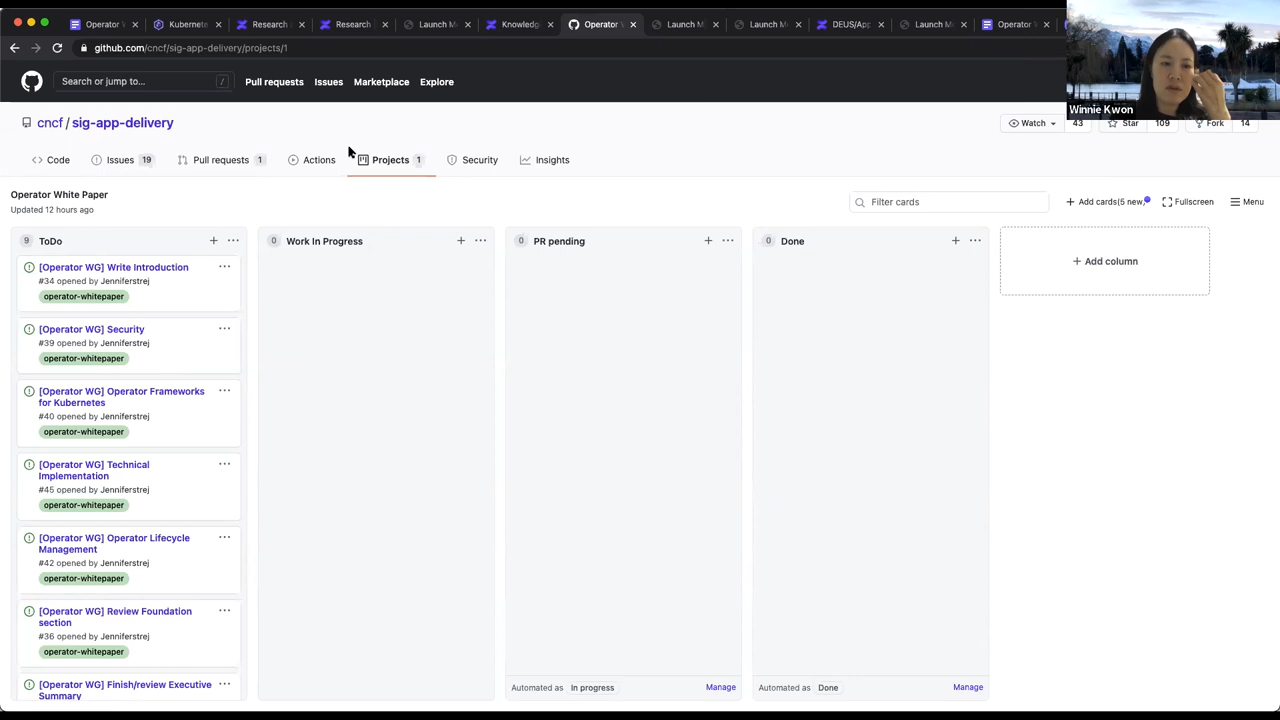 Operator W
Kubernete
Research
Research
Launch M
Knowledg
Operator
Launch M
Launch M
DEUS/App
Launch M
Operator
github.com/cncf/sig-app-delivery/projects/1
Search or jump to... /
Pull requests
Issues
Marketplace
Explore
Winnie Kwon
cncf / sig-app-delivery
Watch 43
Star 109
Fork 14
Code
Issues 19
Pull requests 1
Actions
Projects 1
Security
Insights
Operator White Paper
Updated 12 hours ago
Filter cards
+ Add cards(5 new)
Fullscreen
Menu
9 ToDo
[Operator WG] Write Introduction
#34 opened by Jenniferstrej
operator-whitepaper
[Operator WG] Security
#39 opened by Jenniferstrej
operator-whitepaper
[Operator WG] Operator Frameworks
for Kubernetes
#40 opened by Jenniferstrej
operator-whitepaper
[Operator WG] Technical
Implementation
#45 opened by Jenniferstrej
operator-whitepaper
[Operator WG] Operator Lifecycle
Management
#42 opened by Jenniferstrej
operator-whitepaper
[Operator WG] Review Foundation
section
#36 opened by Jenniferstrej
operator-whitepaper
[Operator WG] Finish/review Executive
Summary
0 Work In Progress
0 PR pending
Automated as In progress
Manage
0 Done
Automated as Done
Manage
+ Add column